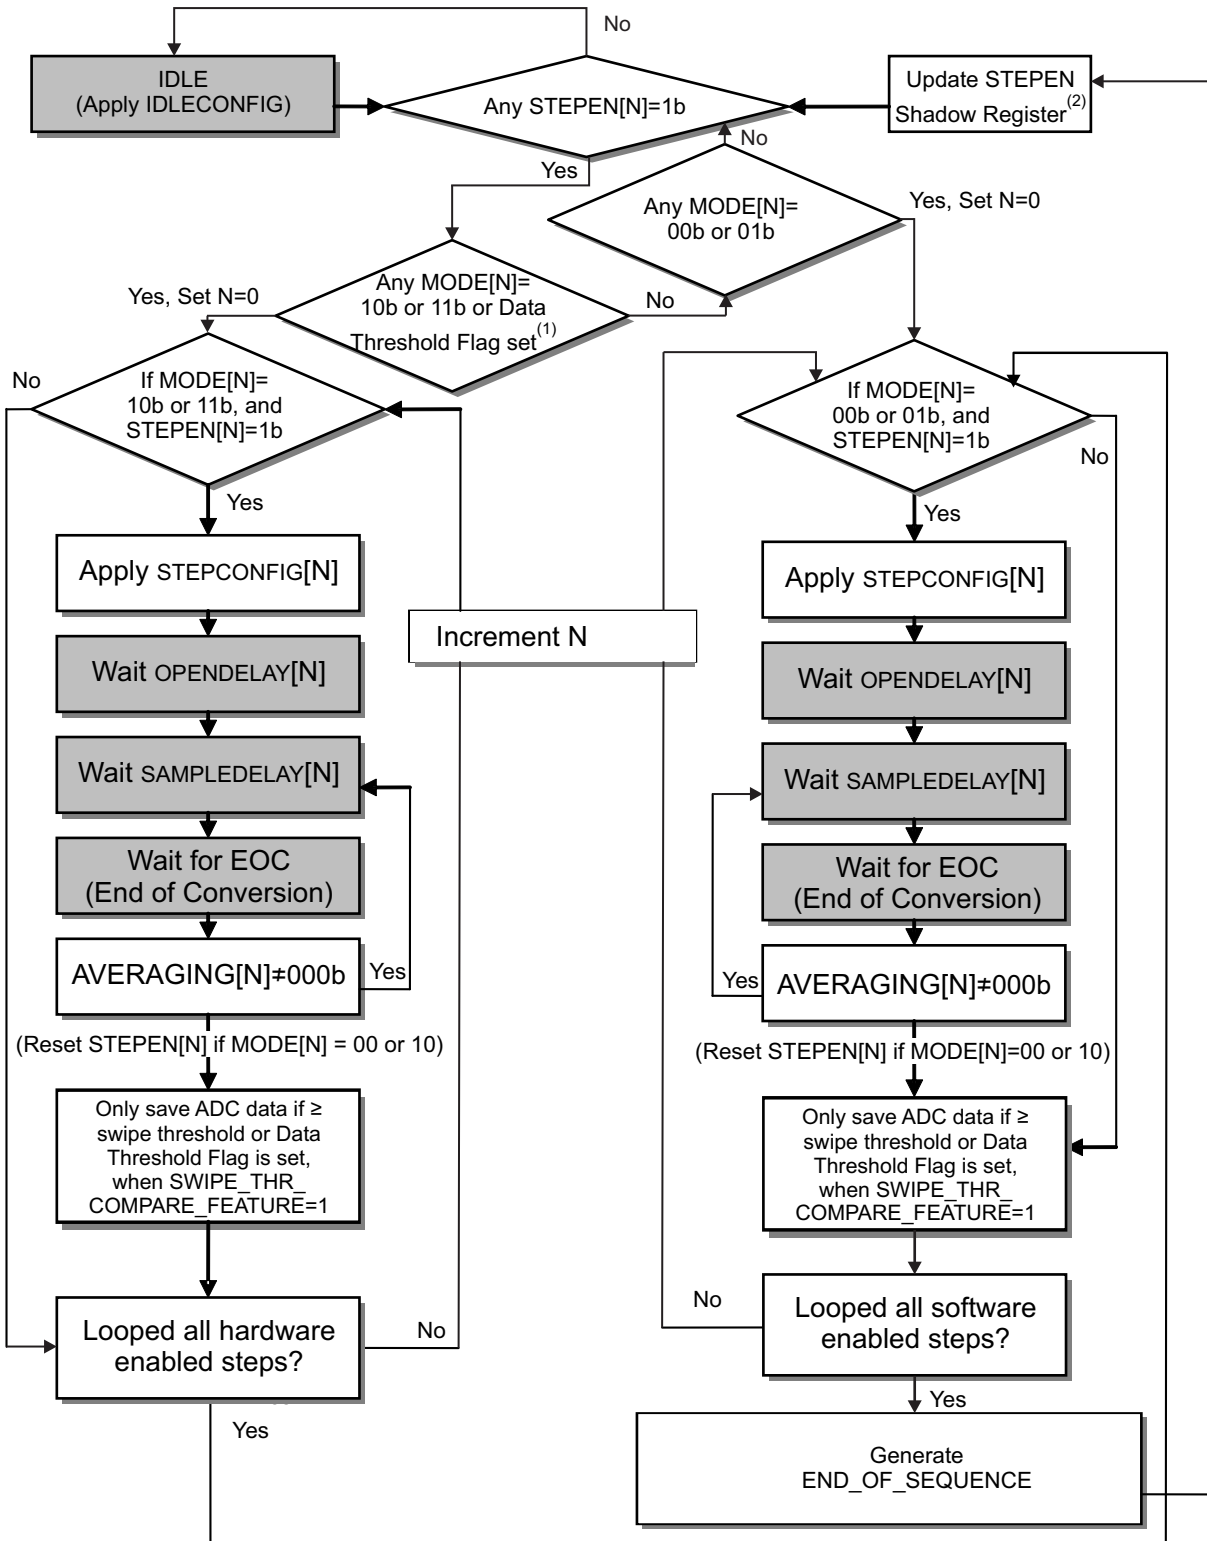 No
IDLE
(Apply IDLECONFIG)
Any STEPEN[N]=1b
Update STEPEN
Shadow Register(2)
No
Yes
Any MODE[N]=
00b or 01b
Yes, Set N=0
Any MODE[N]=
10b or 11b or Data
Threshold Flag set(1)
Yes, Set N=0
No
No
If MODE[N]=
10b or 11b, and
STEPEN[N]=1b
If MODE[N]=
00b or 01b, and
STEPEN[N]=1b
No
Yes
Yes
Apply STEPCONFIG[N]
Apply STEPCONFIG[N]
Increment N
Wait OPENDELAY[N]
Wait OPENDELAY[N]
Wait SAMPLEDELAY[N]
Wait SAMPLEDELAY[N]
Wait for EOC
(End of Conversion)
Wait for EOC
(End of Conversion)
AVERAGING[N]≠000b
Yes
Yes
AVERAGING[N]≠000b
(Reset STEPEN[N] if MODE[N] = 00 or 10)
(Reset STEPEN[N] if MODE[N]=00 or 10)
Only save ADC data if ≥
swipe threshold or Data
Threshold Flag is set,
when SWIPE_THR_
COMPARE_FEATURE=1
Only save ADC data if ≥
swipe threshold or Data
Threshold Flag is set,
when SWIPE_THR_
COMPARE_FEATURE=1
Looped all hardware
enabled steps?
No
No
Looped all software
enabled steps?
Yes
Yes
Generate
END_OF_SEQUENCE